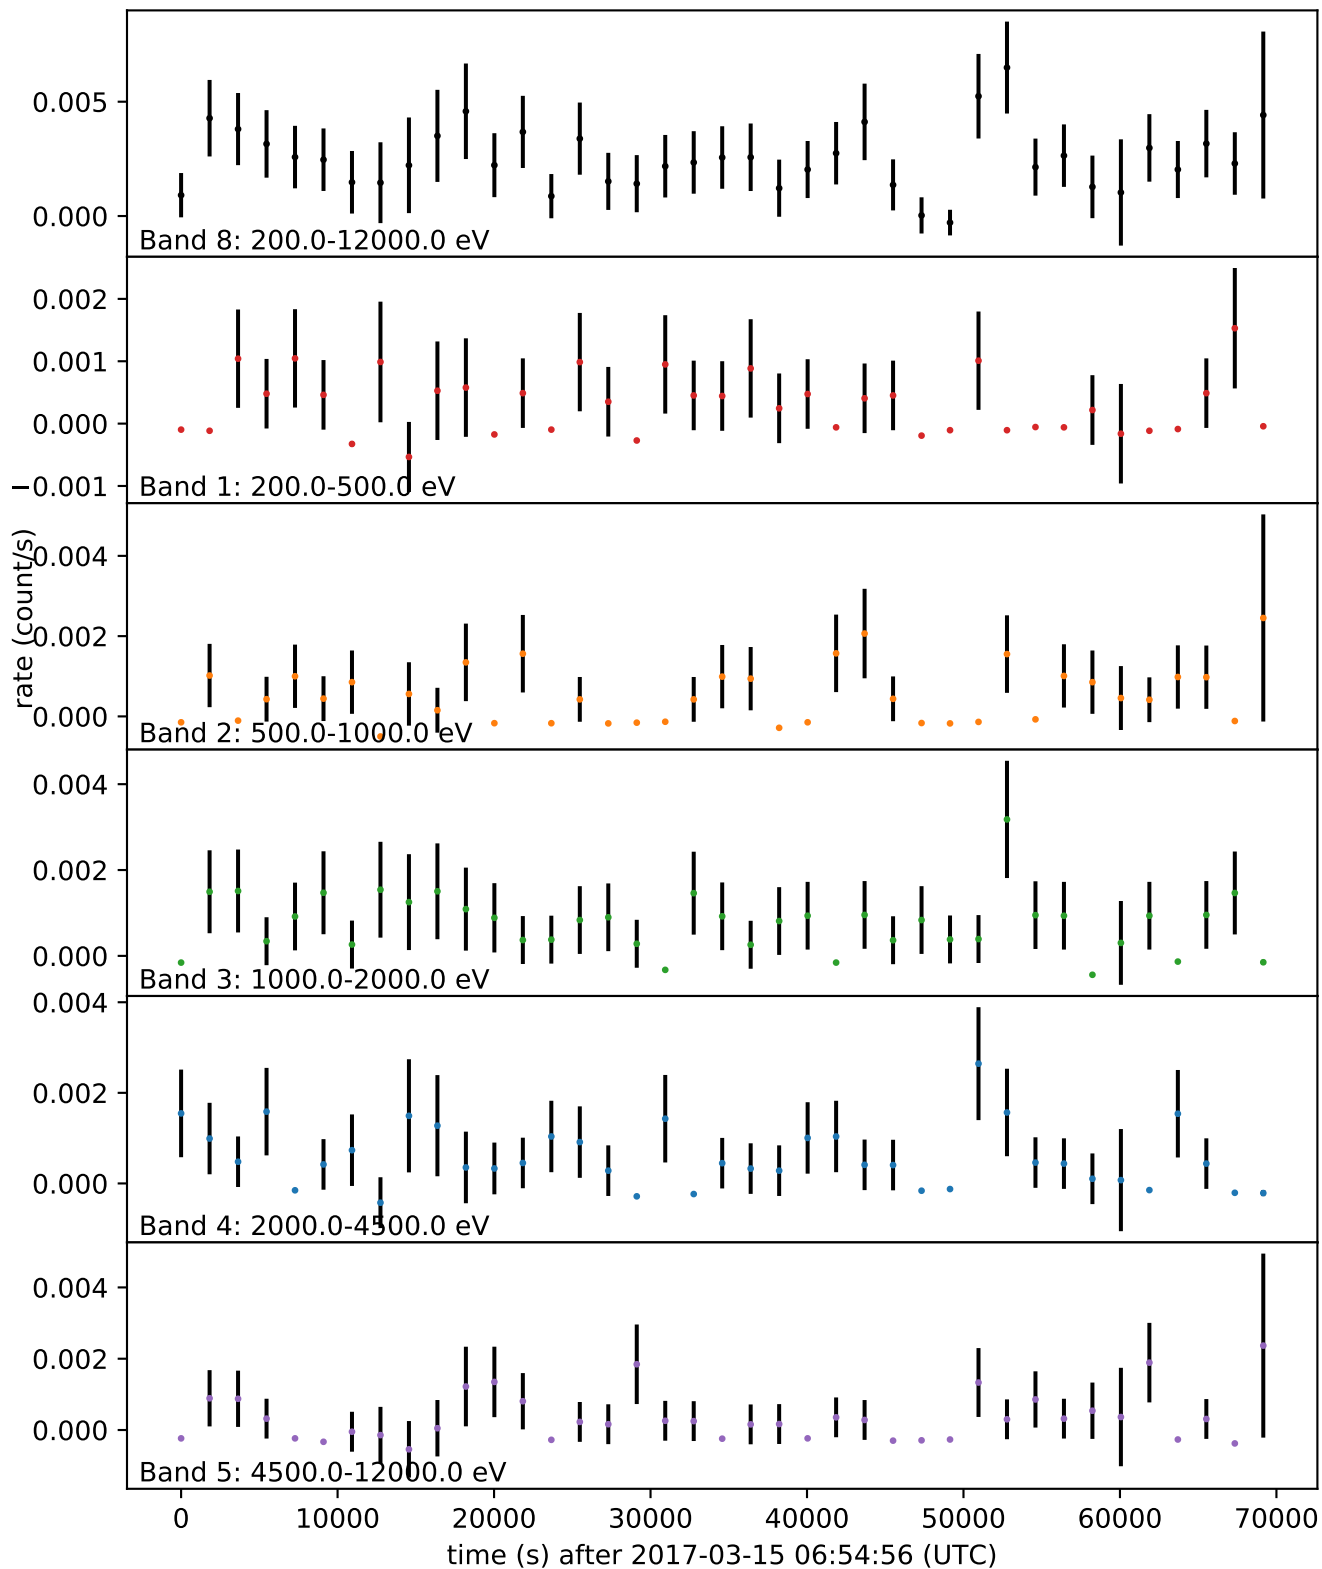 0.005
0.000
Band 8: 200.0-12000.0 eV
0.002
0.001
0.000
−0.001
Band 1: 200.0-500.0 eV
rate (count/s)
0.004
0.002
0.000
Band 2: 500.0-1000.0 eV
0.004
0.002
0.000
Band 3: 1000.0-2000.0 eV
0.004
0.002
0.000
Band 4: 2000.0-4500.0 eV
0.004
0.002
0.000
Band 5: 4500.0-12000.0 eV
0 10000 20000 30000 40000 50000 60000 70000
time (s) after 2017-03-15 06:54:56 (UTC)